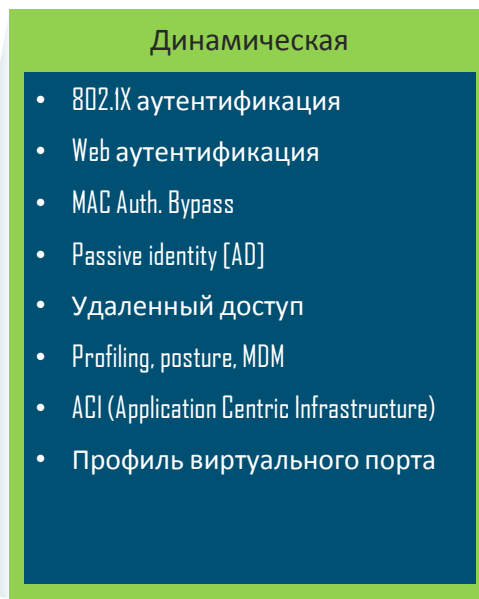 Динамическая
• 802.1X аутентификация
• Web аутентификация
• MAC Auth. Bypass
• Passive identity [AD]
• Удаленный доступ
• Profiling, posture, MDM
• ACI (Application Centric Infrastructure)
• Профиль виртуального порта